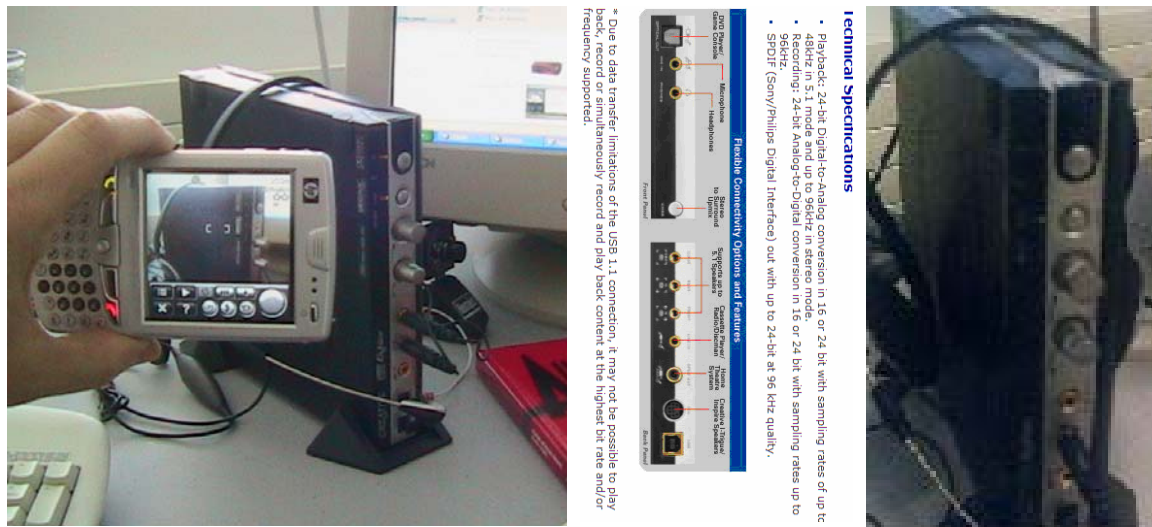 Technical Specifications
• Playback: 24-bit Digital-to-Analog conversion in 16 or 24 bit with sampling rates of up to
48kHz in 5.1 mode and up to 96kHz in stereo mode.
• Recording: 24-bit Analog-to-Digital conversion in 16 or 24 bit with sampling rates up to
96kHz.
• SPDIF (Sony/Philips Digital Interface) out with up to 24-bit at 96 kHz quality.
Flexible Connectivity Options and Features
DVD Player/
Game Console
Microphone
Headphones
Stereo
to Surround
Upmix
Front Panel
Supports up to
5.1 Speakers
Cassette Player/
Radio/Discman
Home
Theatre
System
Creative I-Trigue/
Inspire Speakers
Back Panel
* Due to data transfer limitations of the USB 1.1 connection, it may not be possible to play
back, record or simultaneously record and play back content at the highest bit rate and/or
frequency supported.
hp